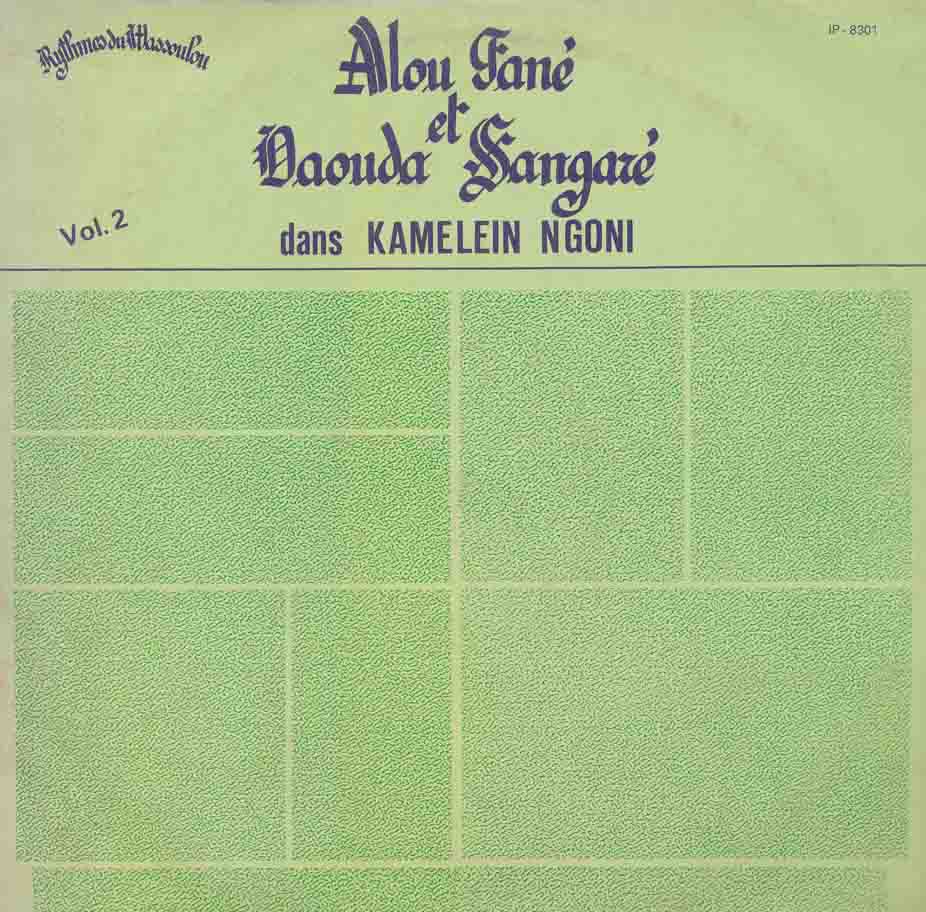 Rythmes du Wassoulou
IP - 8301
Alou Fané
et
Daouda Sangaré
Vol. 2
dans KAMELEIN NGONI